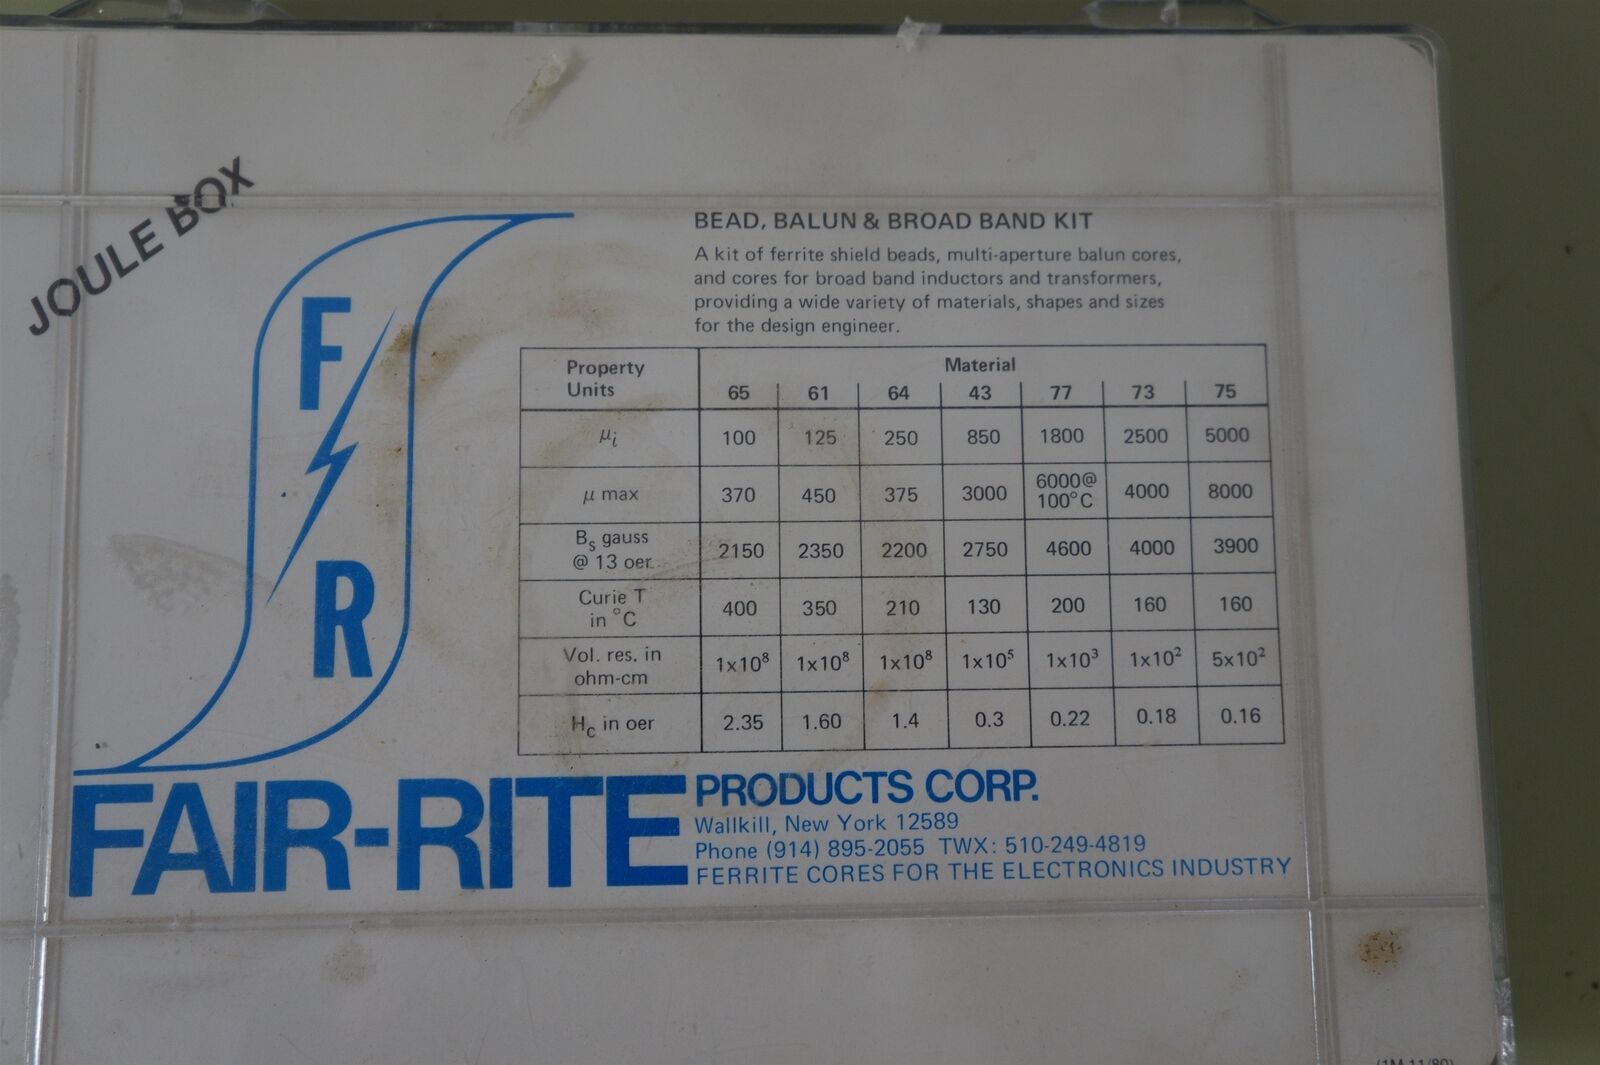 JOULE BOX
F R
BEAD, BALUN & BROAD BAND KIT
A kit of ferrite shield beads, multi-aperture balun cores,
and cores for broad band inductors and transformers,
providing a wide variety of materials, shapes and sizes
for the design engineer.
Property Units Material
65 61 64 43 77 73 75
μi 100 125 250 850 1800 2500 5000
μ max 370 450 375 3000 6000@ 100°C 4000 8000
Bs gauss @ 13 oer. 2150 2350 2200 2750 4600 4000 3900
Curie T in °C 400 350 210 130 200 160 160
Vol. res. in ohm-cm 1x10⁸ 1x10⁸ 1x10⁸ 1x10⁵ 1x10³ 1x10² 5x10²
Hc in oer 2.35 1.60 1.4 0.3 0.22 0.18 0.16
FAIR-RITE PRODUCTS CORP.
Wallkill, New York 12589
Phone (914) 895-2055 TWX: 510-249-4819
FERRITE CORES FOR THE ELECTRONICS INDUSTRY